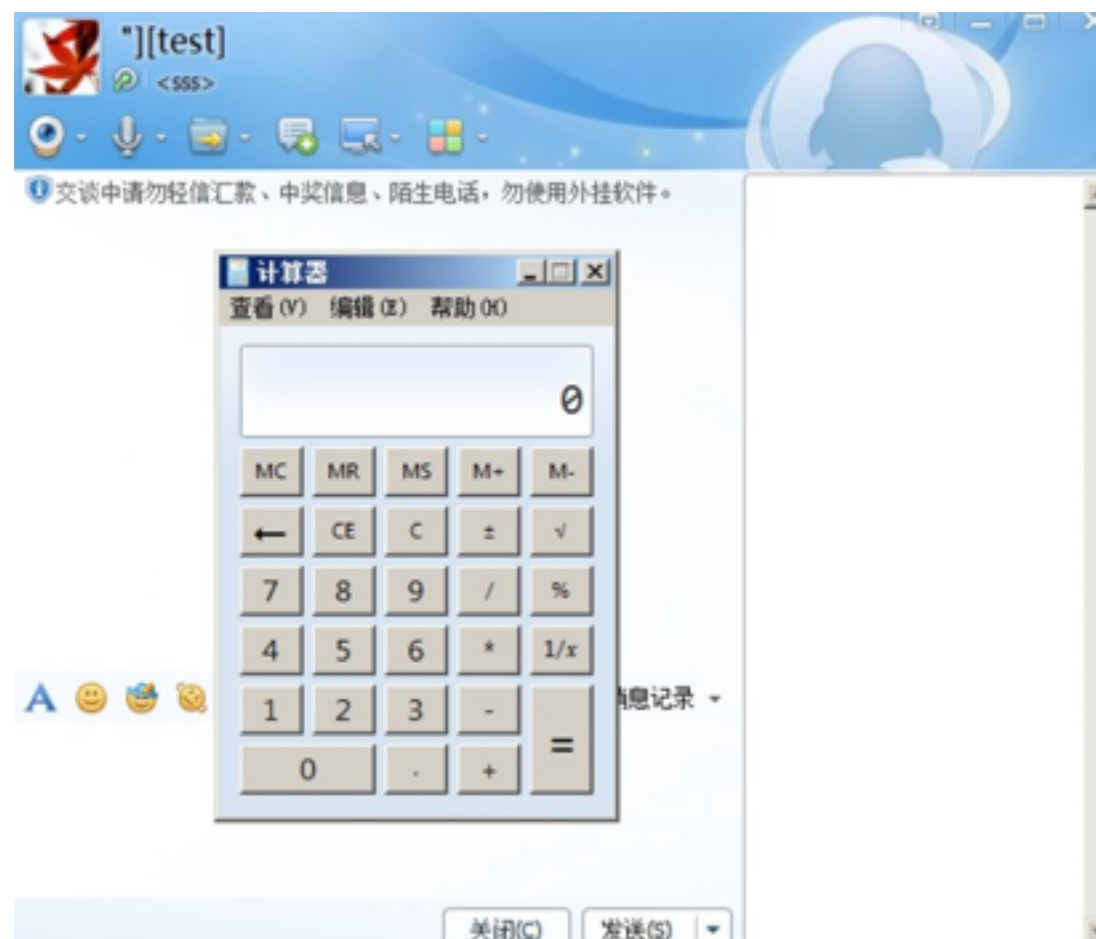 "][test]
<sss>
交谈中请勿轻信汇款、中奖信息、陌生电话，勿使用外挂软件。
计算器
查看(V) 编辑(E) 帮助(H)
0
MC MR MS M+ M-
← CE C ± √
7 8 9 / %
4 5 6 * 1/x
A
息记录
1 2 3 -
=
0 . +
关闭(C) 发送(S)